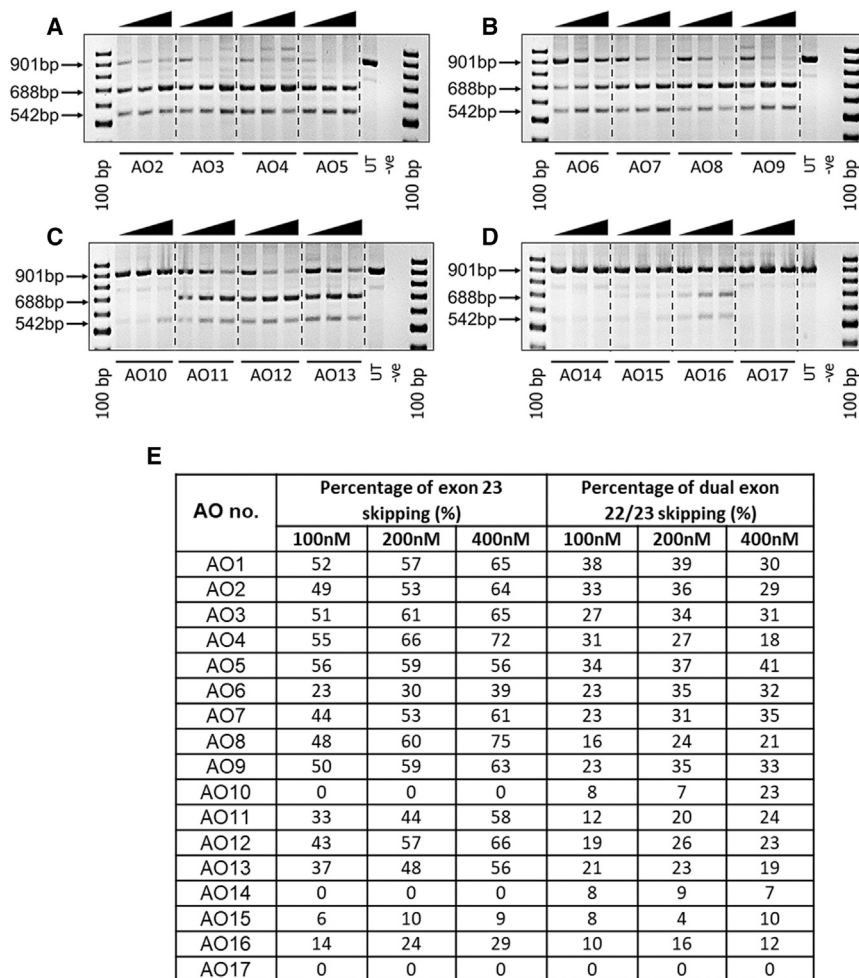 A
B
901bp
688bp
542bp
901bp
688bp
542bp
100 bp
AO2 AO3 AO4 AO5
UT
-ve
100 bp
100 bp
AO6 AO7 AO8 AO9
UT
-ve
100 bp
C
D
901bp
688bp
542bp
901bp
688bp
542bp
100 bp
AO10 AO11 AO12 AO13
UT
-ve
100 bp
100 bp
AO14 AO15 AO16 AO17
UT
-ve
100 bp
E
AO no. Percentage of exon 23 skipping (%) Percentage of dual exon 22/23 skipping (%)
100nM 200nM 400nM 100nM 200nM 400nM
AO1 52 57 65 38 39 30
AO2 49 53 64 33 36 29
AO3 51 61 65 27 34 31
AO4 55 66 72 31 27 18
AO5 56 59 56 34 37 41
AO6 23 30 39 23 35 32
AO7 44 53 61 23 31 35
AO8 48 60 75 16 24 21
AO9 50 59 63 23 35 33
AO10 0 0 0 8 7 23
AO11 33 44 58 12 20 24
AO12 43 57 66 19 26 23
AO13 37 48 56 21 23 19
AO14 0 0 0 8 9 7
AO15 6 10 9 8 4 10
AO16 14 24 29 10 16 12
AO17 0 0 0 0 0 0